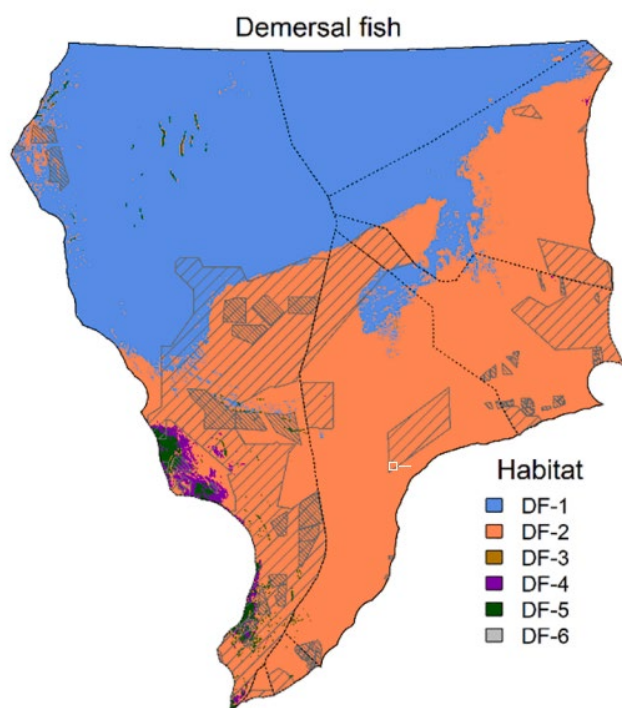 Demersal fish
Habitat
DF-1
DF-2
DF-3
DF-4
DF-5
DF-6